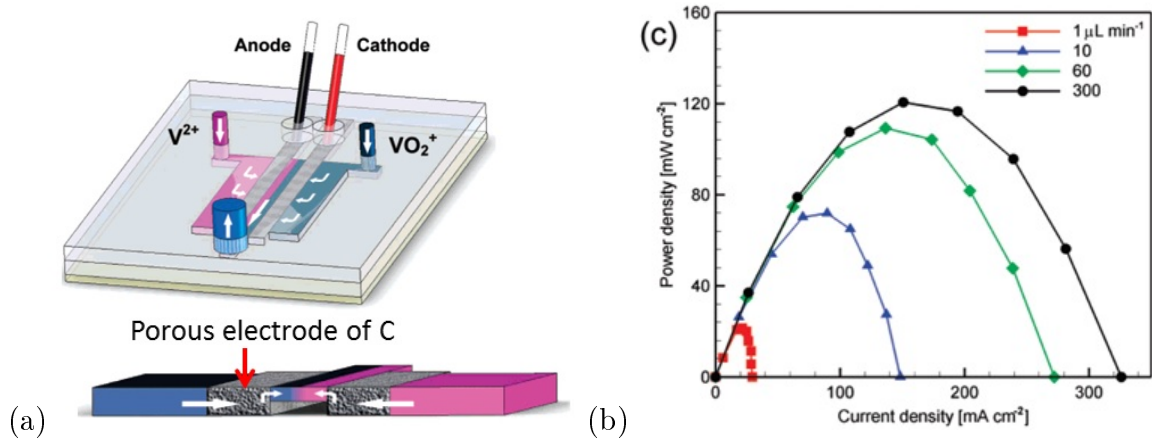 Anode
Cathode
V²⁺
VO₂⁺
Porous electrode of C
(a)
(c)
160
120
80
40
0
Power density [mW cm⁻²]
0
100
200
300
Current density [mA cm⁻²]
1 μL min⁻¹
10
60
300
(b)